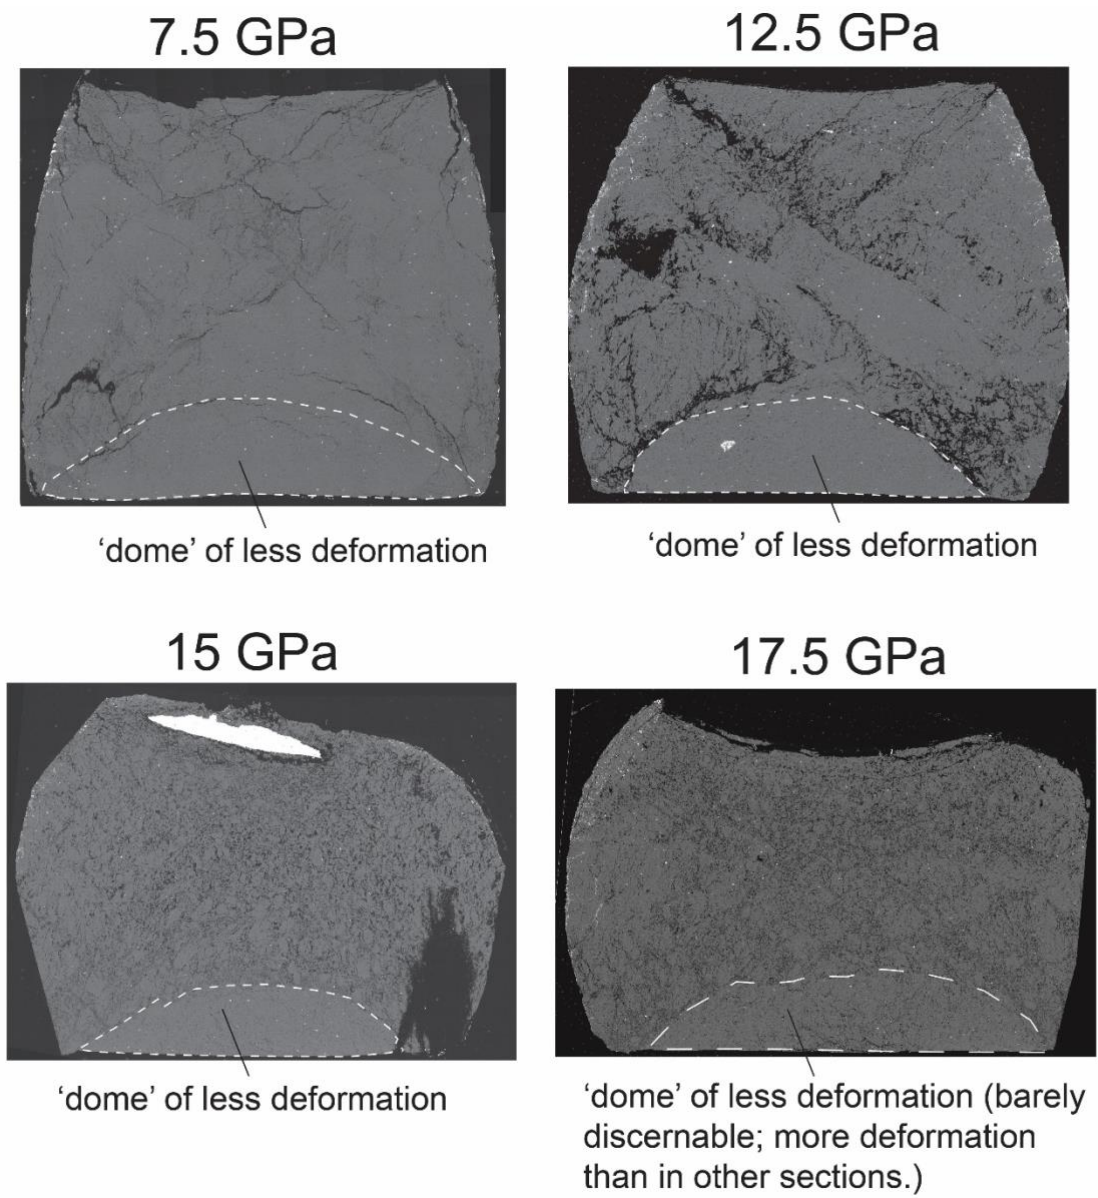 7.5 GPa
12.5 GPa
'dome' of less deformation
'dome' of less deformation
15 GPa
17.5 GPa
'dome' of less deformation
'dome' of less deformation (barely
discernable; more deformation
than in other sections.)